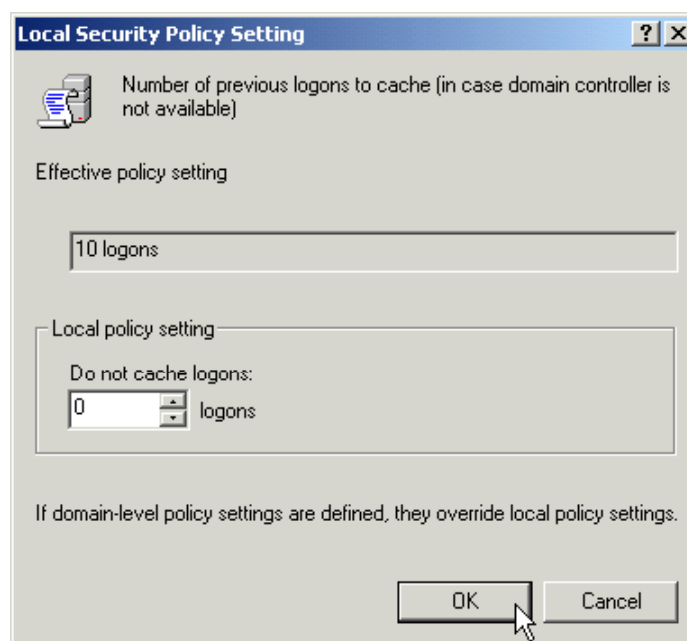 Local Security Policy Setting
Number of previous logons to cache (in case domain controller is
not available)
Effective policy setting
10 logons
Local policy setting
Do not cache logons:
0 logons
If domain-level policy settings are defined, they override local policy settings.
OK Cancel